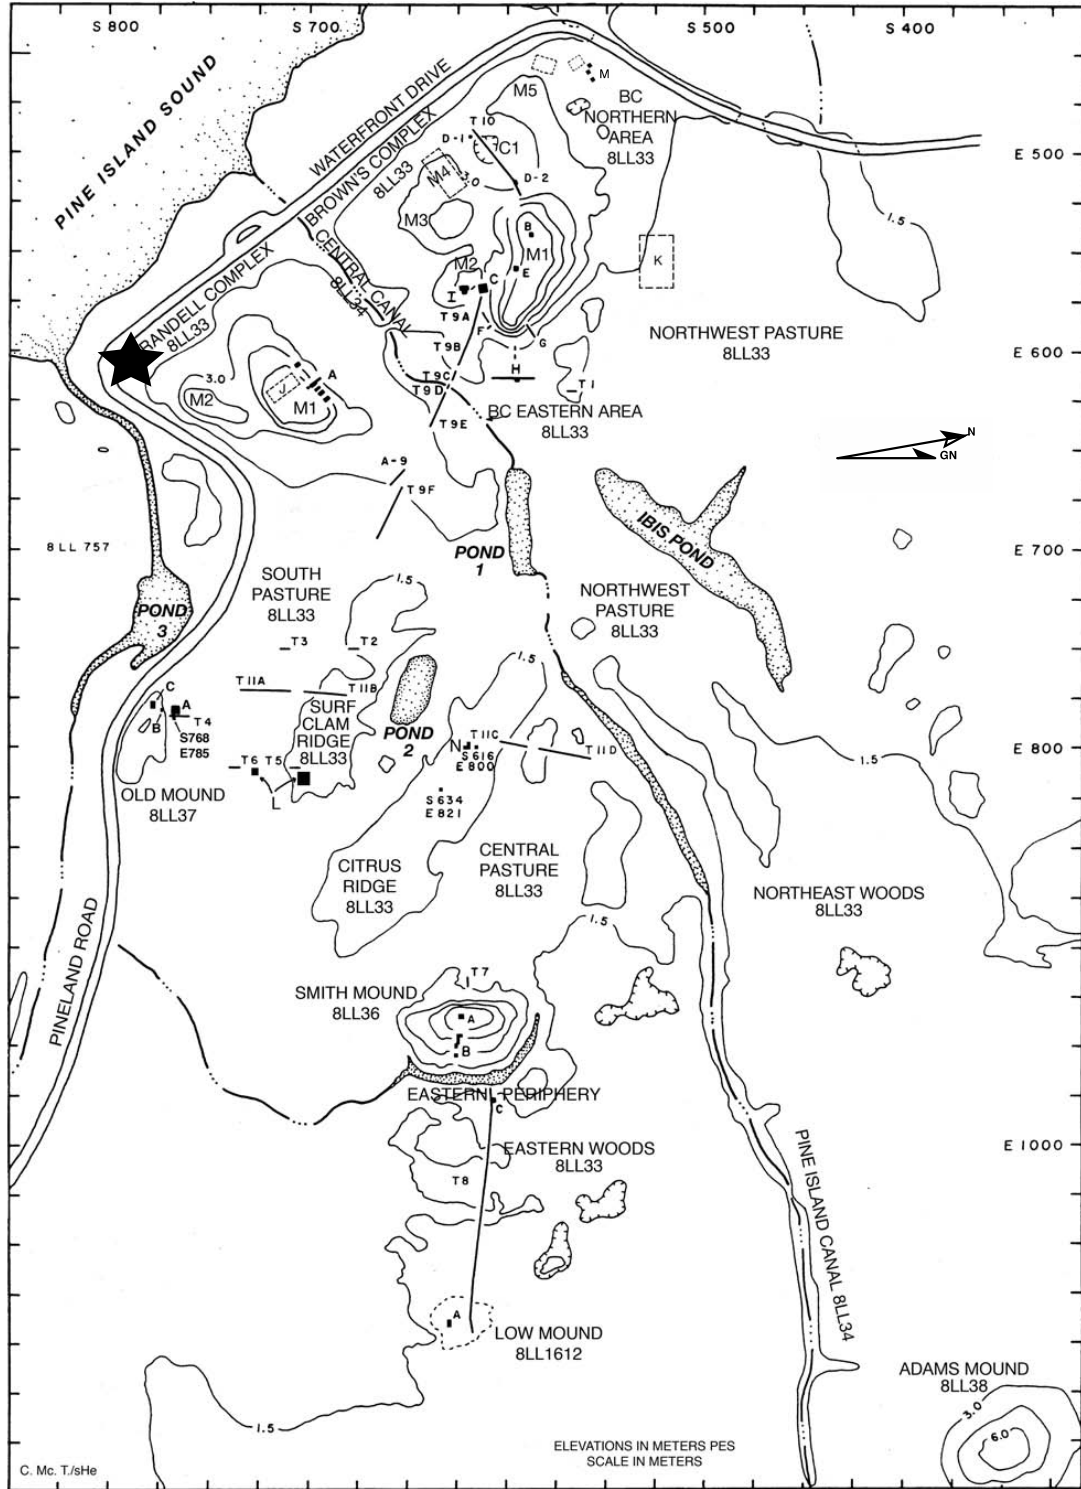 S 800
S 700
S 500
S 400
PINE ISLAND SOUND
WATERFRONT DRIVE
BROWN'S COMPLEX
8LL33
M5
M
BC
NORTHERN
AREA
8LL33
T 10
D-1
C1
D-2
M4
3.0
M3
E 500
1.5
CENTRAL CANAL
8LL34
B
M1
E
M2
C
I
T 9A
F
G
K
RANDELL COMPLEX
8LL33
NORTHWEST PASTURE
8LL33
E 600
T 9B
H
T 9C
T 9D
T 1
3.0
M2
J
A
M1
T 9E
BC EASTERN AREA
8LL33
N
GN
A-9
T 9F
8 LL 757
POND
1
IBIS POND
E 700
SOUTH
PASTURE
8LL33
1.5
NORTHWEST
PASTURE
8LL33
POND
3
T3
T2
1.5
T 11A
T 11B
C
A
B
T 4
S768
E785
SURF
CLAM
RIDGE
8LL33
POND
2
T 11C
N
S 616
E 800
T 11D
E 800
1.5
T6
T5
L
OLD MOUND
8LL37
S 634
E 821
CITRUS
RIDGE
8LL33
CENTRAL
PASTURE
8LL33
NORTHEAST WOODS
8LL33
1.5
PINELAND ROAD
T7
SMITH MOUND
8LL36
A
B
EASTERN PERIPHERY
C
EASTERN WOODS
8LL33
E 1000
T8
PINE ISLAND CANAL 8LL34
A
LOW MOUND
8LL1612
ADAMS MOUND
8LL38
3.0
6.0
1.5
ELEVATIONS IN METERS PES
SCALE IN METERS
C. Mc. T./sHe